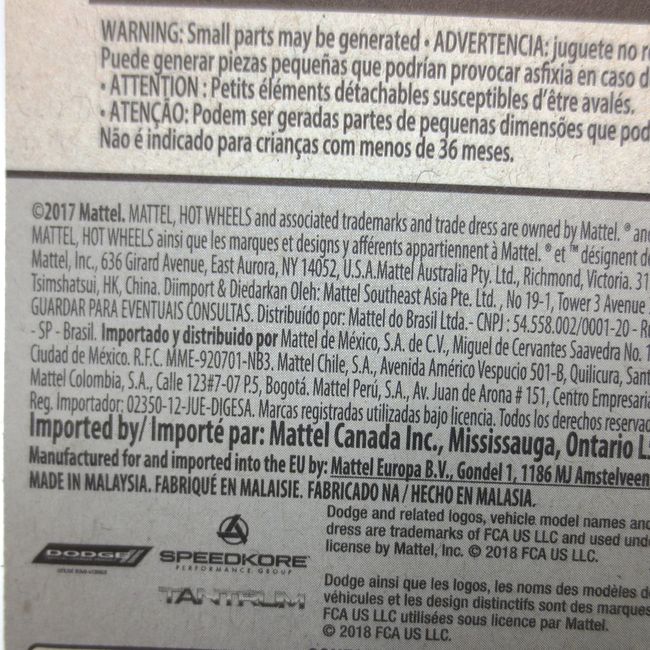 WARNING: Small parts may be generated • ADVERTENCIA: juguete no
Puede generar piezas pequeñas que podrían provocar asfixia en caso
• ATTENTION : Petits éléments détachables susceptibles d'être avalés.
• ATENÇÃO: Podem ser geradas partes de pequenas dimensões que
Não é indicado para crianças com menos de 36 meses.
©2017 Mattel. MATTEL, HOT WHEELS and associated trademarks and trade dress are owned by Mattel. ®
MATTEL, HOT WHEELS ainsi que les marques et designs y afférents appartiennent à Mattel. ® et ™ désignent
Mattel, Inc., 636 Girard Avenue, East Aurora, NY 14052, U.S.A.Mattel Australia Pty. Ltd., Richmond, Victoria.
Tsimshatsui, HK, China. Diimport & Diedarkan Oleh: Mattel Southeast Asia Pte. Ltd. , No 19-1, Tower 3 Avenue
GUARDAR PARA EVENTUAIS CONSULTAS. Distribuído por: Mattel do Brasil Ltda.- CNPJ : 54.558.002/0001-20 -
- SP - Brasil. Importado y distribuido por Mattel de México, S.A. de C.V., Miguel de Cervantes Saavedra No.
Ciudad de México. R.F.C. MME-920701-NB3. Mattel Chile, S.A., Avenida Américo Vespucio 501-B, Quilicura,
Mattel Colombia, S.A., Calle 123#7-07 P.5, Bogotá. Mattel Perú, S.A., Av. Juan de Arona # 151, Centro
Reg. Importador: 02350-12-JUE-DIGESA. Marcas registradas utilizadas bajo licencia. Todos los derechos
Imported by/ Importé par: Mattel Canada Inc., Mississauga, Ontario
Manufactured for and imported into the EU by: Mattel Europa B.V., Gondel 1, 1186 MJ Amstelveen
MADE IN MALAYSIA. FABRIQUÉ EN MALAISIE. FABRICADO NA / HECHO EN MALASIA.
Dodge and related logos, vehicle model names
dress are trademarks of FCA US LLC and used
license by Mattel, Inc. © 2018 FCA US LLC.
DODGE
SPEEDKORE
PERFORMANCE GROUP
TANTRUM
Dodge ainsi que les logos, les noms des modèles
véhicules et les design distinctifs sont des marques
FCA US LLC utilisées sous licence par Mattel.
© 2018 FCA US LLC.